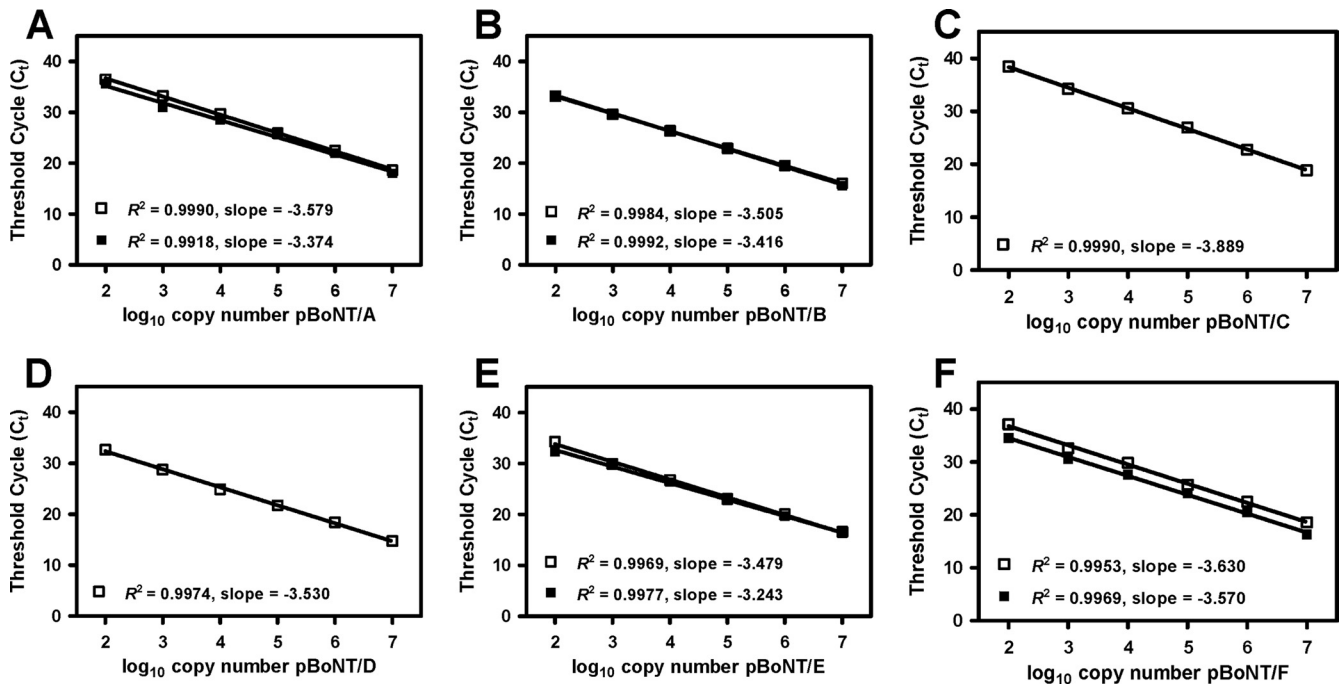 A
Threshold Cycle (Ct)
40
30
20
10
0
R² = 0.9990, slope = -3.579
R² = 0.9918, slope = -3.374
2 3 4 5 6 7
log10 copy number pBoNT/A
B
Threshold Cycle (Ct)
40
30
20
10
0
R² = 0.9984, slope = -3.505
R² = 0.9992, slope = -3.416
2 3 4 5 6 7
log10 copy number pBoNT/B
C
Threshold Cycle (Ct)
40
30
20
10
0
R² = 0.9990, slope = -3.889
2 3 4 5 6 7
log10 copy number pBoNT/C
D
Threshold Cycle (Ct)
40
30
20
10
0
R² = 0.9974, slope = -3.530
2 3 4 5 6 7
log10 copy number pBoNT/D
E
Threshold Cycle (Ct)
40
30
20
10
0
R² = 0.9969, slope = -3.479
R² = 0.9977, slope = -3.243
2 3 4 5 6 7
log10 copy number pBoNT/E
F
Threshold Cycle (Ct)
40
30
20
10
0
R² = 0.9953, slope = -3.630
R² = 0.9969, slope = -3.570
2 3 4 5 6 7
log10 copy number pBoNT/F